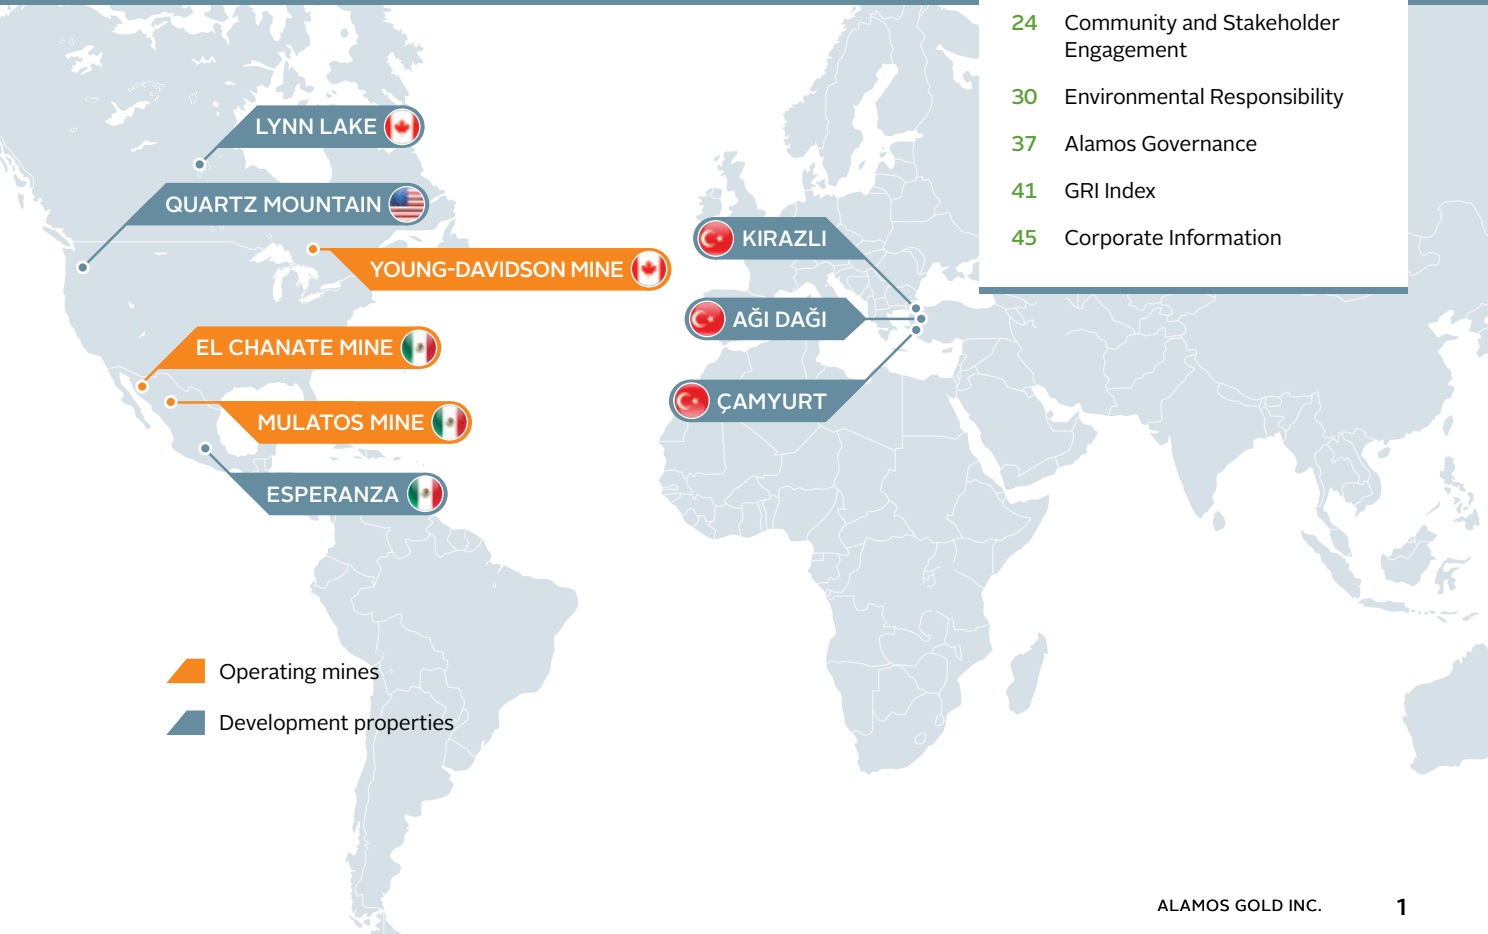 24 Community and Stakeholder
Engagement
30 Environmental Responsibility
37 Alamos Governance
41 GRI Index
45 Corporate Information
LYNN LAKE
QUARTZ MOUNTAIN
YOUNG-DAVIDSON MINE
EL CHANATE MINE
MULATOS MINE
ESPERANZA
KIRAZLI
AĞI DAĞI
ÇAMYURT
Operating mines
Development properties
ALAMOS GOLD INC. 1